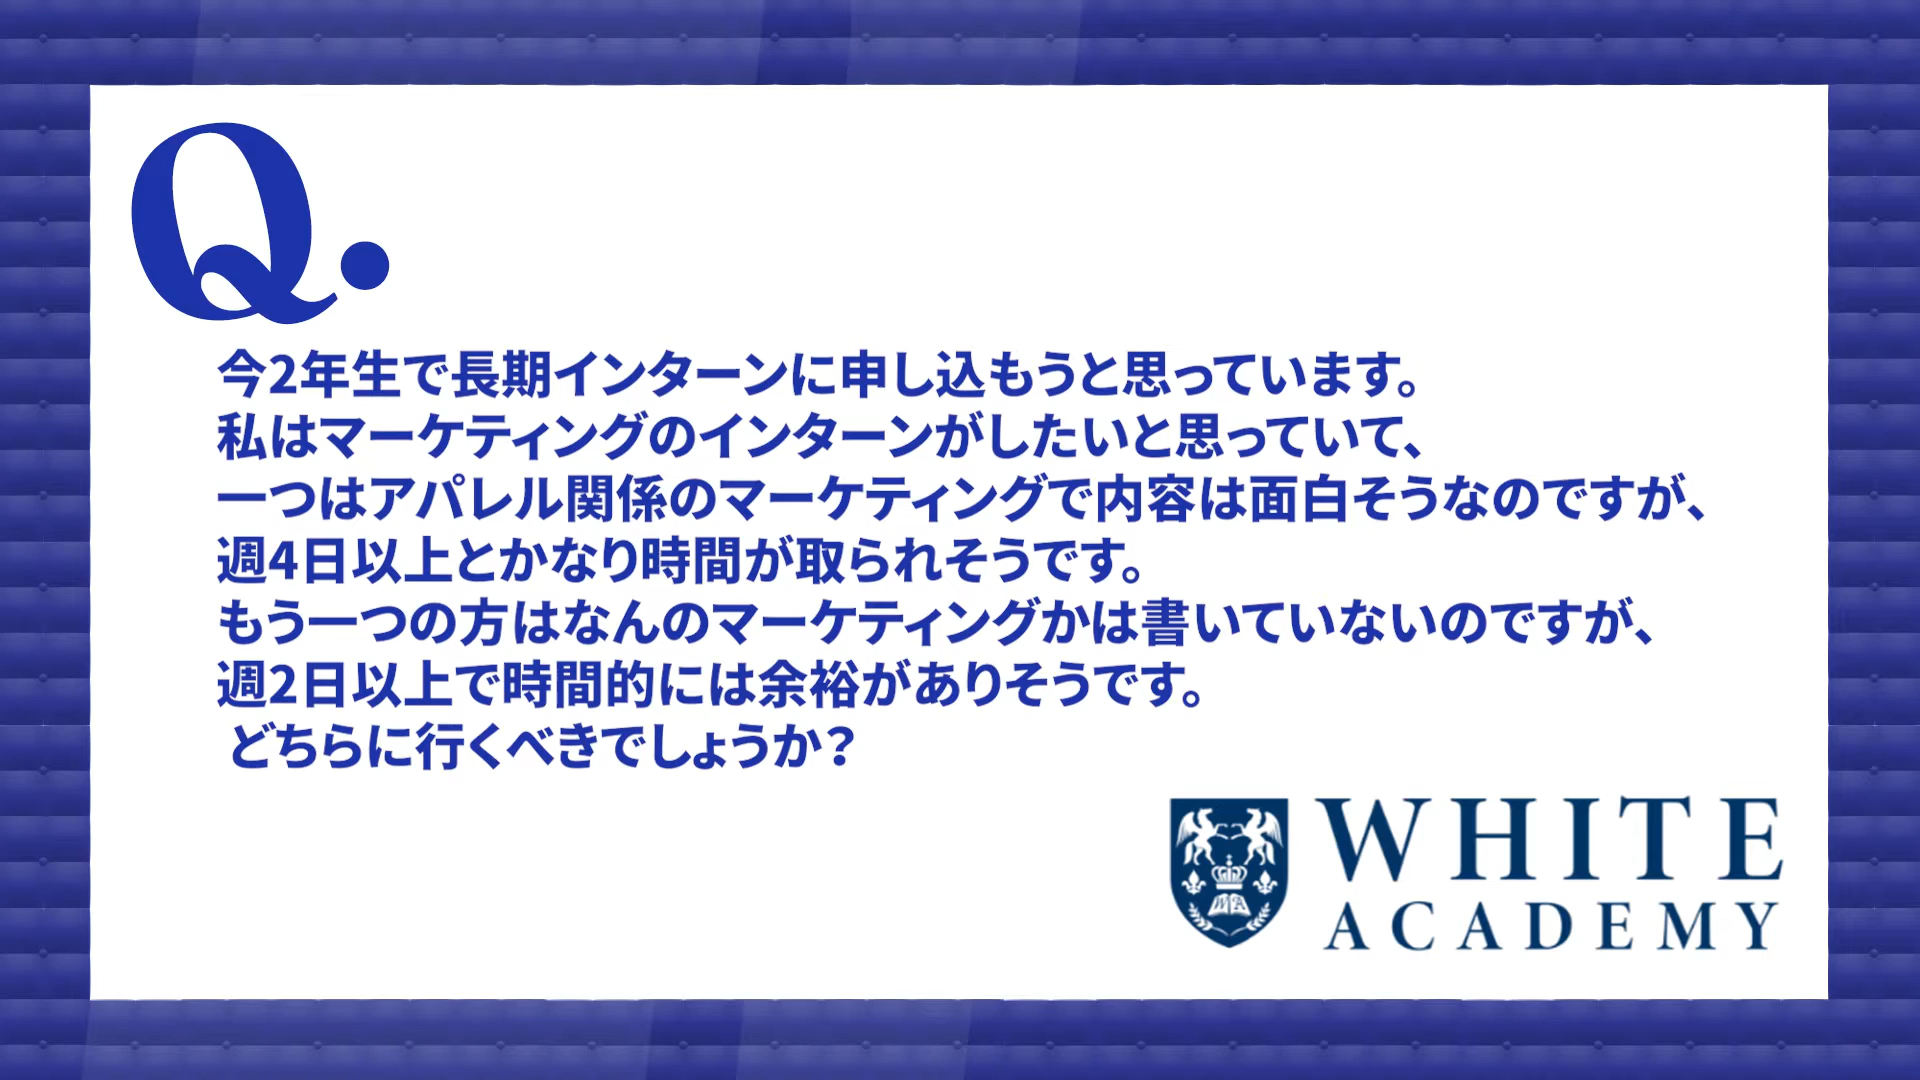 Q.
今2年生で長期インターンに申し込もうと思っています。
私はマーケティングのインターンがしたいと思っていて、
一つはアパレル関係のマーケティングで内容は面白そうなのですが、
週4日以上とかなり時間が取られそうです。
もう一つの方はなんのマーケティングかは書いていないのですが、
週2日以上で時間的には余裕がありそうです。
どちらに行くべきでしょうか？
WHITE
ACADEMY